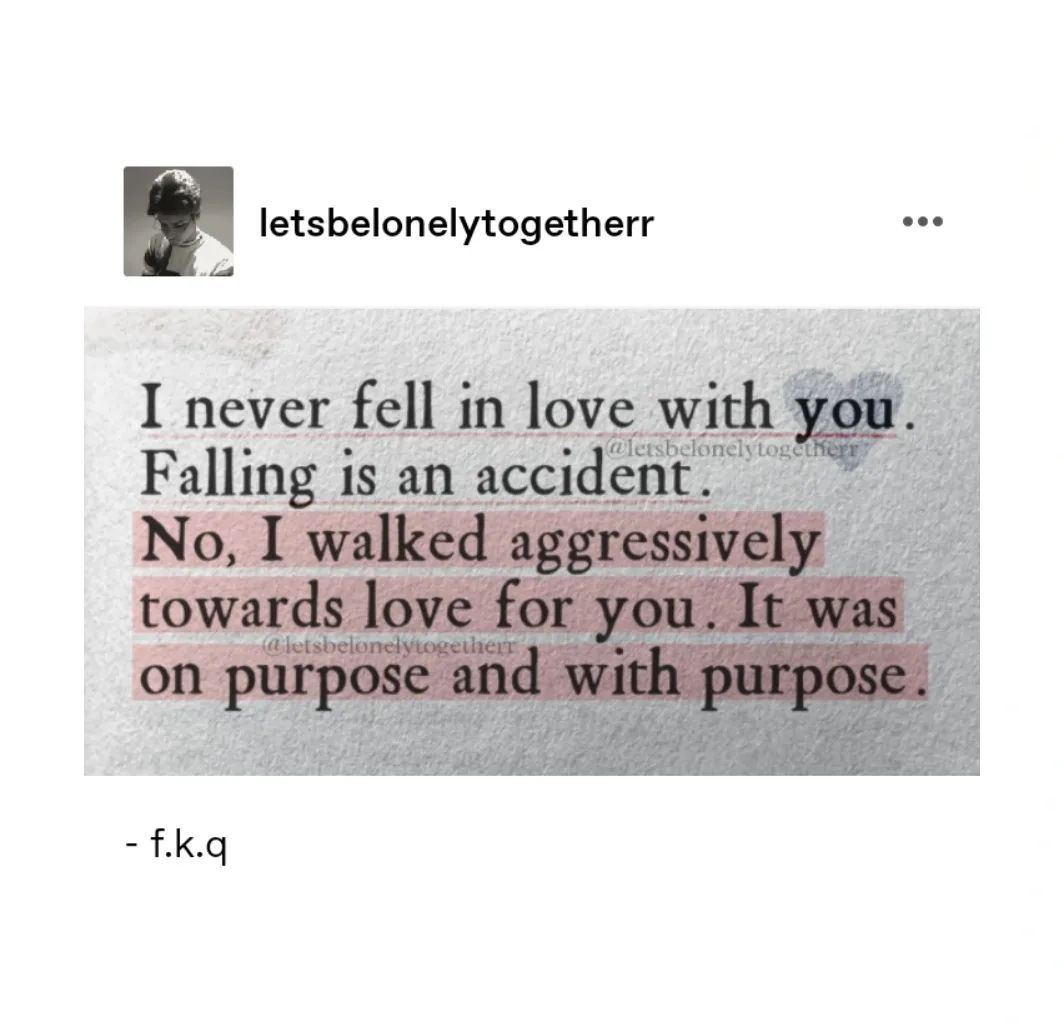 letsbelonelytogetherr
I never fell in love with you.
@letsbelonelytogetherr
Falling is an accident.
No, I walked aggressively
towards love for you. It was
@letsbelonelytogetherr
on purpose and with purpose.
- f.k.q